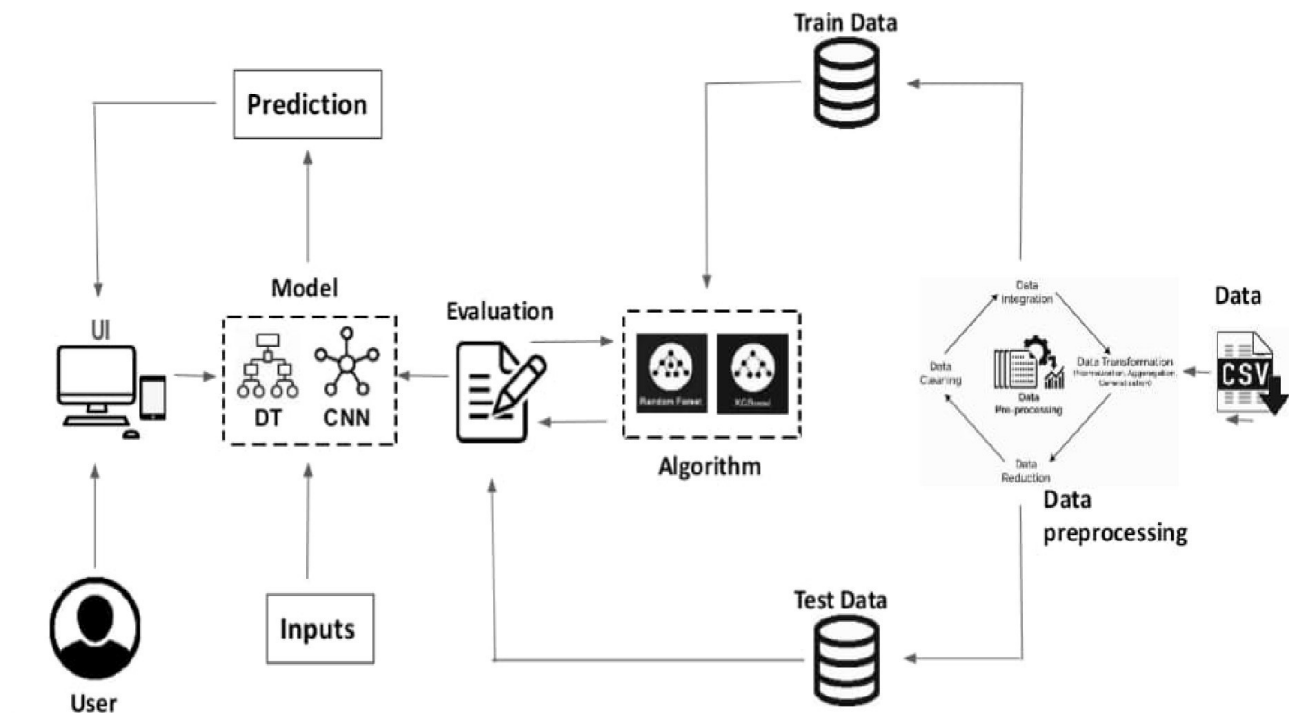 Train Data
Prediction
Model
UI
DT
CNN
Evaluation
Random Forest
XGBoost
Algorithm
Data
Integration
Data
Cleaning
Data Transformation
Data
Pre-processing
Data
Reduction
Data
preprocessing
Data
CSV
Inputs
User
Test Data